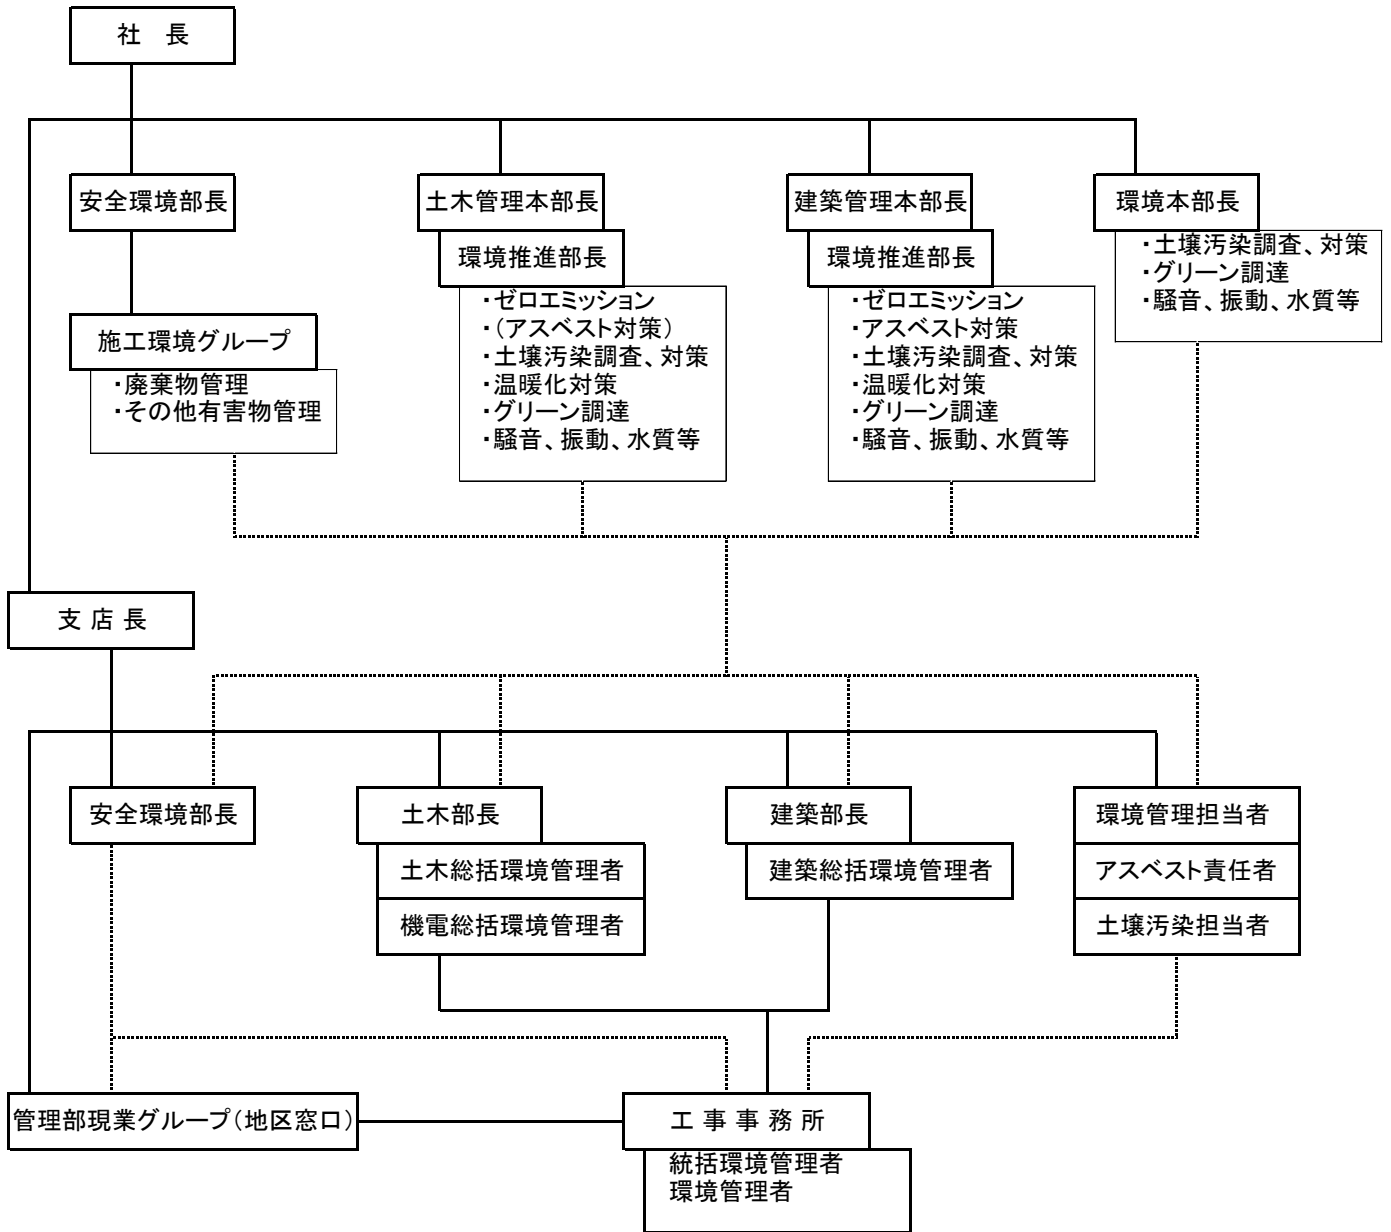 社　長
安全環境部長
土木管理本部長
建築管理本部長
環境本部長
環境推進部長
環境推進部長
・土壌汚染調査、対策
・グリーン調達
・騒音、振動、水質等
・ゼロエミッション
・(アスベスト対策)
・土壌汚染調査、対策
・温暖化対策
・グリーン調達
・騒音、振動、水質等
・ゼロエミッション
・アスベスト対策
・土壌汚染調査、対策
・温暖化対策
・グリーン調達
・騒音、振動、水質等
施工環境グループ
・廃棄物管理
・その他有害物管理
支 店 長
安全環境部長
土木部長
建築部長
環境管理担当者
土木総括環境管理者
建築総括環境管理者
アスベスト責任者
機電総括環境管理者
土壌汚染担当者
管理部現業グループ(地区窓口)
工 事 事 務 所
統括環境管理者
環境管理者